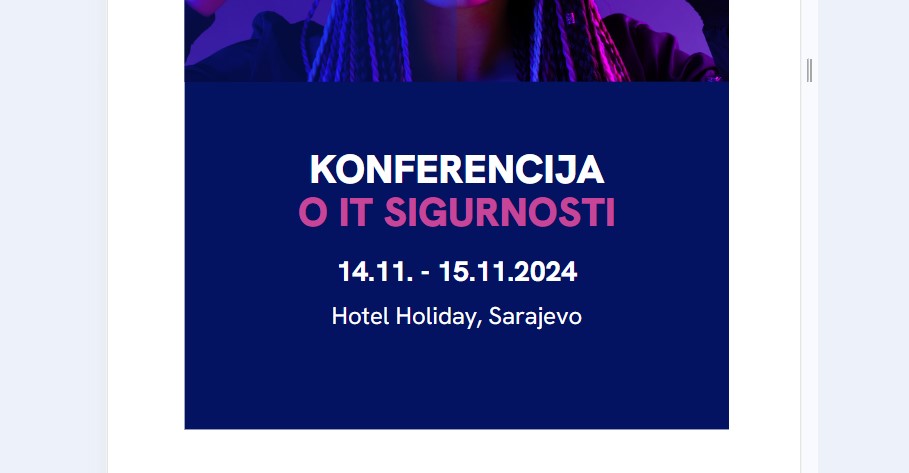 KONFERENCIJA
O IT SIGURNOSTI
14.11. - 15.11.2024
Hotel Holiday, Sarajevo